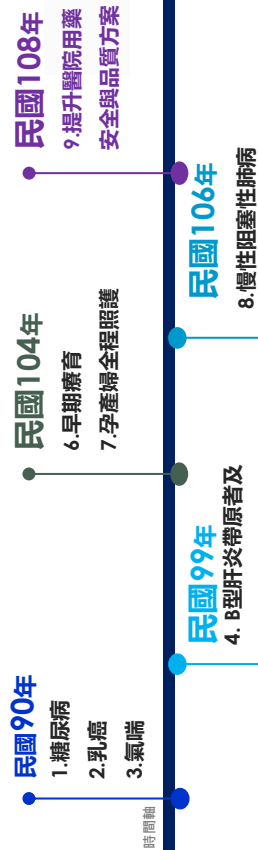 時間軸
民國90年
1.糖尿病
2.乳癌
3.氣喘
民國99年
4. B型肝炎帶原者及
民國104年
6.早期療育
7.孕產婦全程照護
民國106年
8.慢性阻塞性肺病
民國108年
9.提升醫院用藥
安全與品質方案